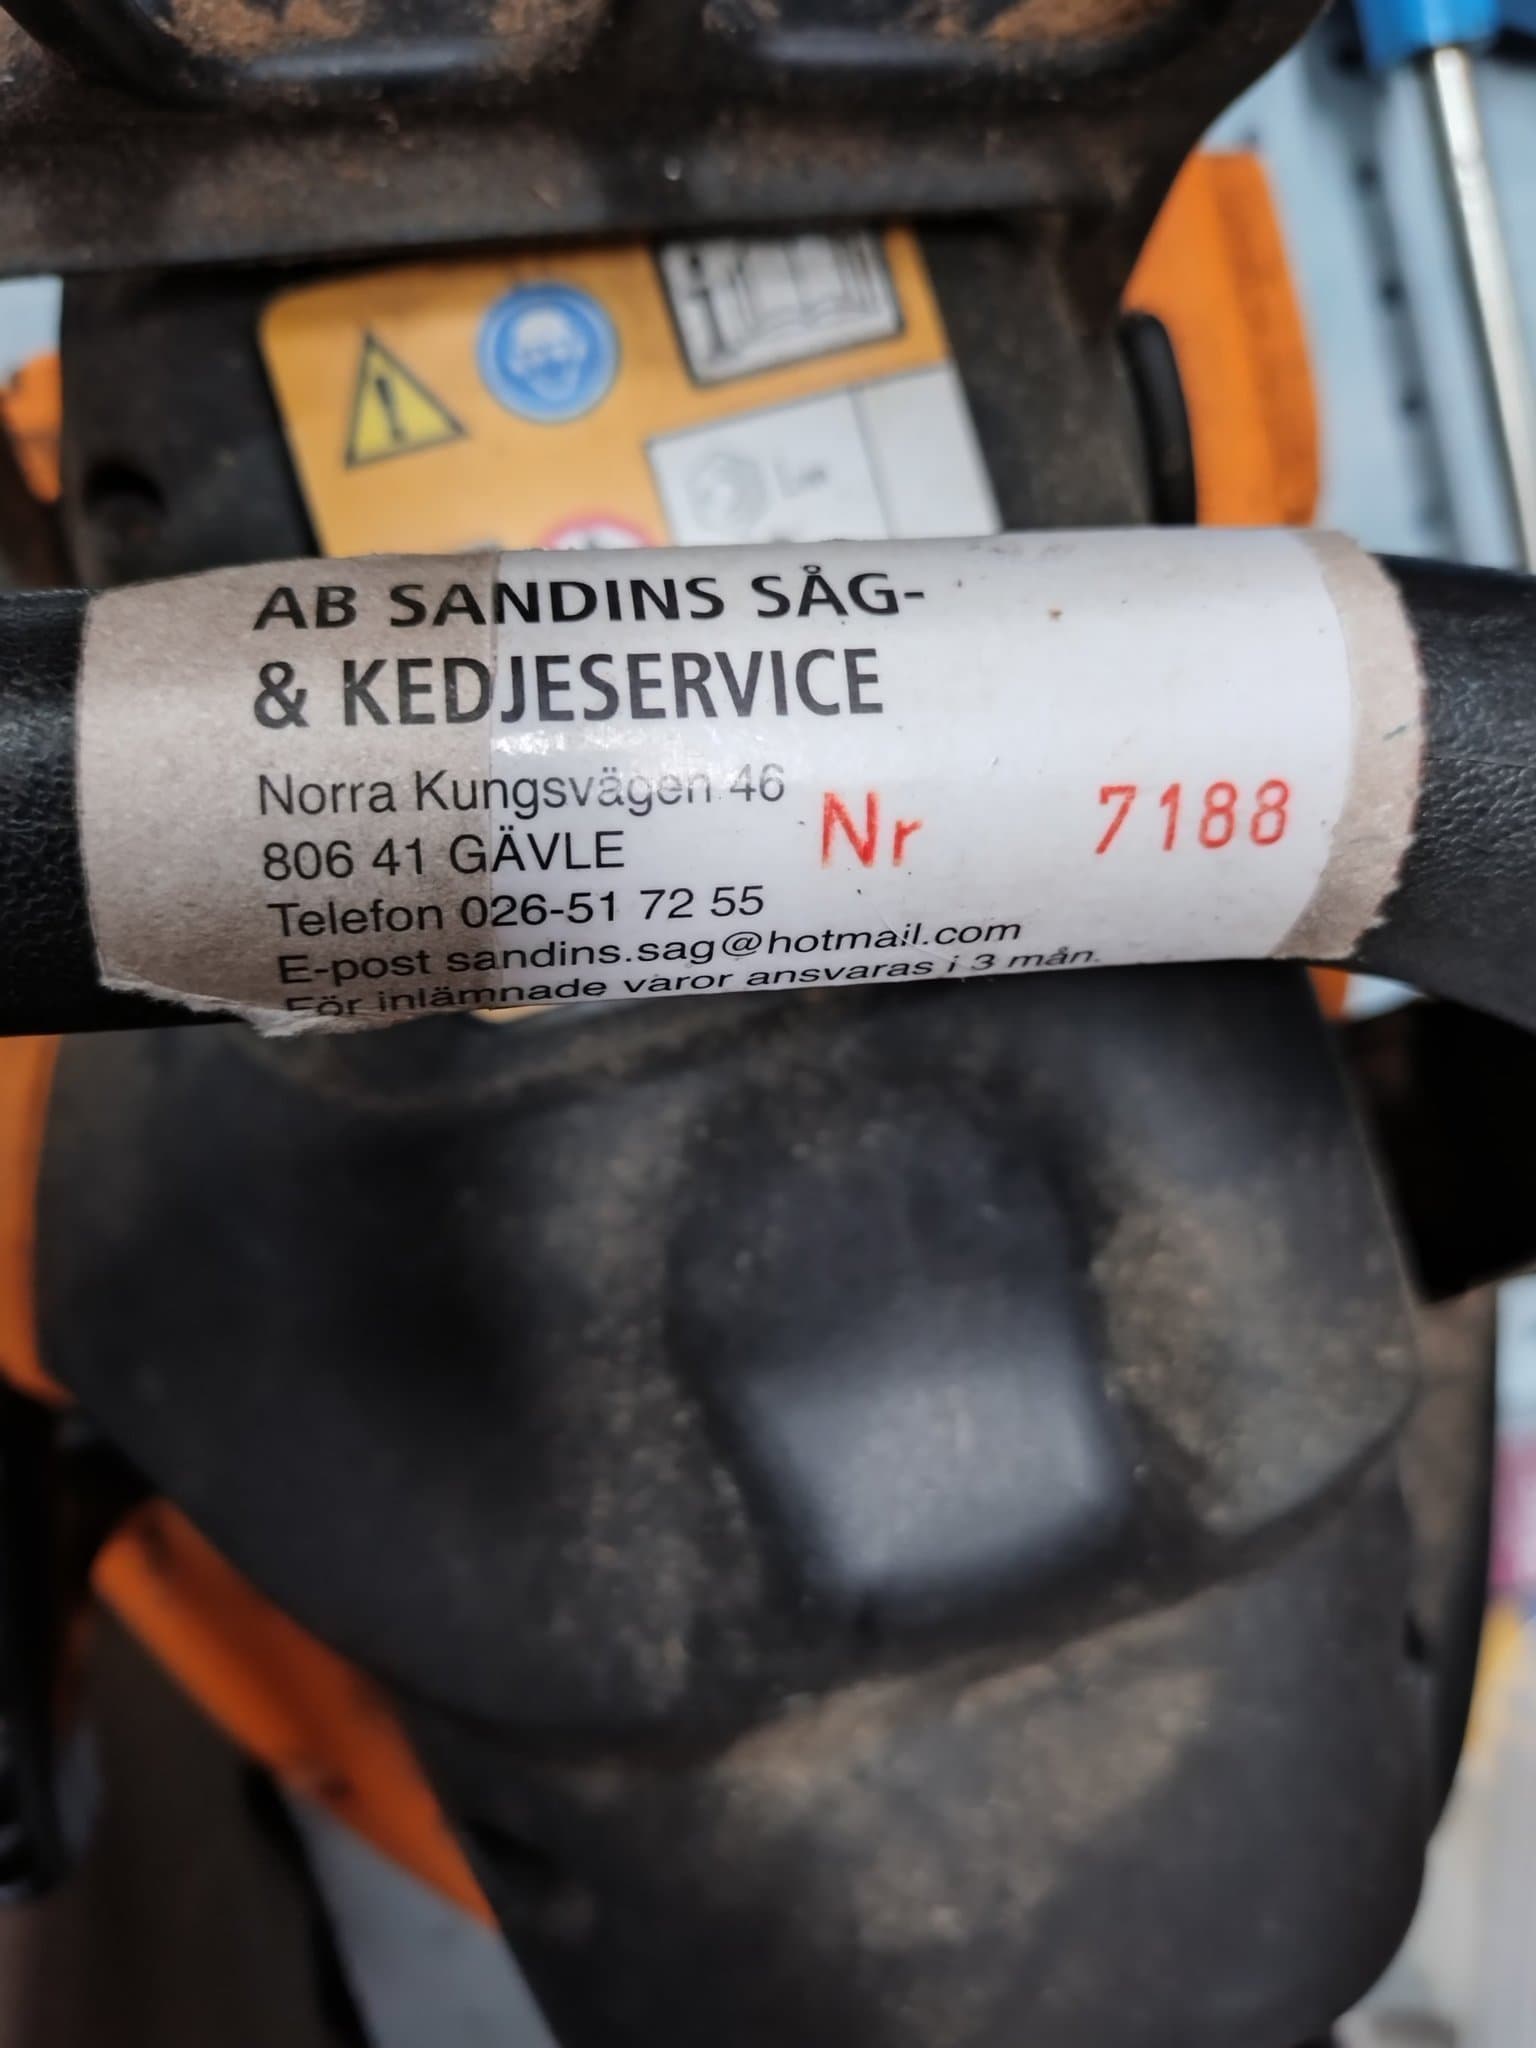 AB SANDINS SÅG-
& KEDJESERVICE
Norra Kungsvägen 46
806 41 GÄVLE
Nr 7188
Telefon 026-51 72 55
E-post sandins.sag@hotmail.com
För inlämnade varor ansvaras i 3 mån.